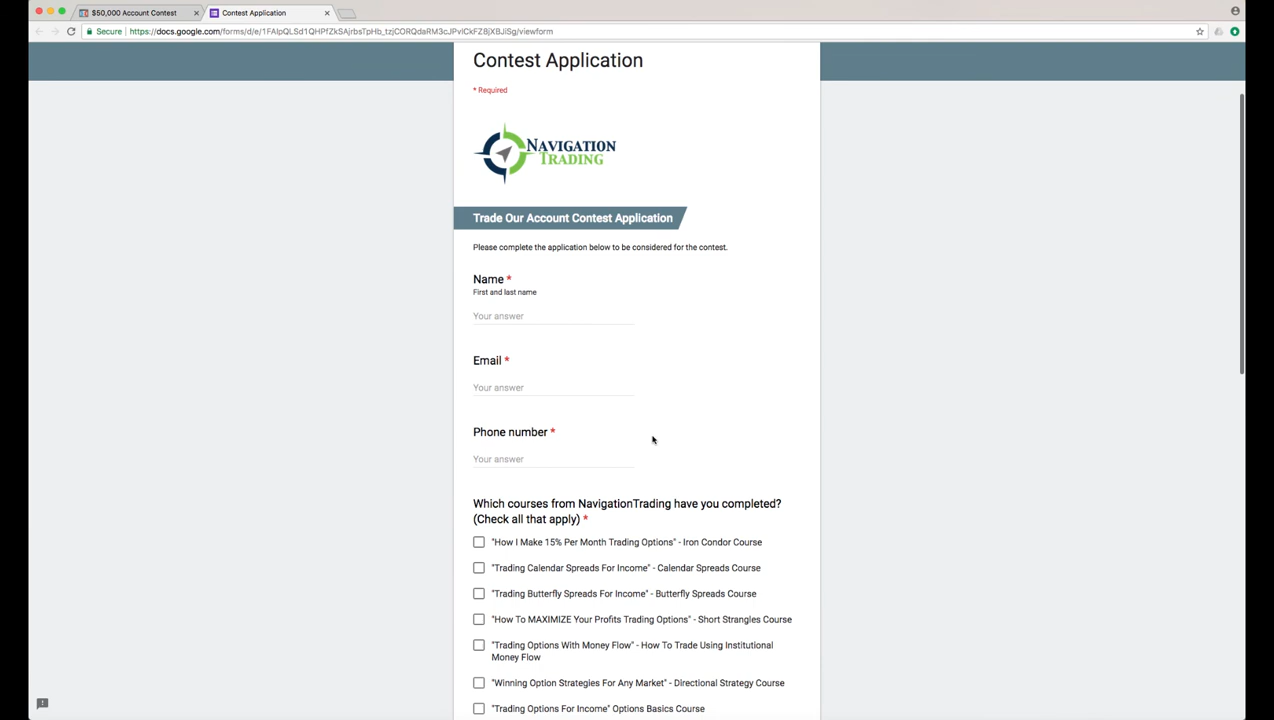 $50,000 Account Contest
Contest Application
Secure
Contest Application
* Required
NAVIGATION
TRADING
Trade Our Account Contest Application
Please complete the application below to be considered for the contest.
Name *
First and last name
Your answer
Email *
Your answer
Phone number *
Your answer
Which courses from NavigationTrading have you completed?
(Check all that apply) *
"How I Make 15% Per Month Trading Options" - Iron Condor Course
"Trading Calendar Spreads For Income" - Calendar Spreads Course
"Trading Butterfly Spreads For Income" - Butterfly Spreads Course
"How To MAXIMIZE Your Profits Trading Options" - Short Strangles Course
"Trading Options With Money Flow" - How To Trade Using Institutional
Money Flow
"Winning Option Strategies For Any Market" - Directional Strategy Course
"Trading Options For Income" Options Basics Course